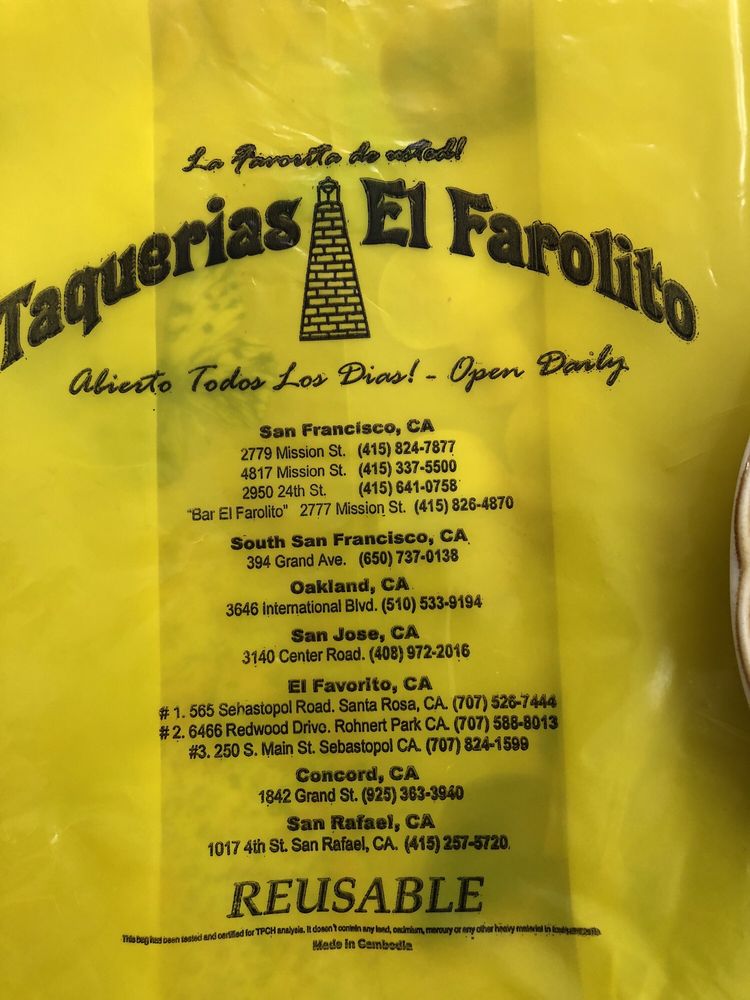 La Favorita de usted!
Taquerias El Farolito
Abierto Todos Los Dias! - Open Daily
San Francisco, CA
2779 Mission St. (415) 824-7877
4817 Mission St. (415) 337-5500
2950 24th St. (415) 641-0758
"Bar El Farolito" 2777 Mission St. (415) 826-4870
South San Francisco, CA
394 Grand Ave. (650) 737-0138
Oakland, CA
3646 International Blvd. (510) 533-9194
San Jose, CA
3140 Center Road. (408) 972-2016
El Favorito, CA
# 1. 565 Sehastopol Road. Santa Rosa, CA. (707) 526-7444
# 2. 6466 Redwood Drive. Rohnert Park CA. (707) 588-8013
#3. 250 S. Main St. Sebastopol CA. (707) 824-1599
Concord, CA
1842 Grand St. (925) 363-3940
San Rafael, CA
1017 4th St. San Rafael, CA. (415) 257-5720
REUSABLE
This bag has been tested and certified for TPCH analysis. It doesn't contain any lead, cadmium, mercury or any other heavy material in
Made in Cambodia